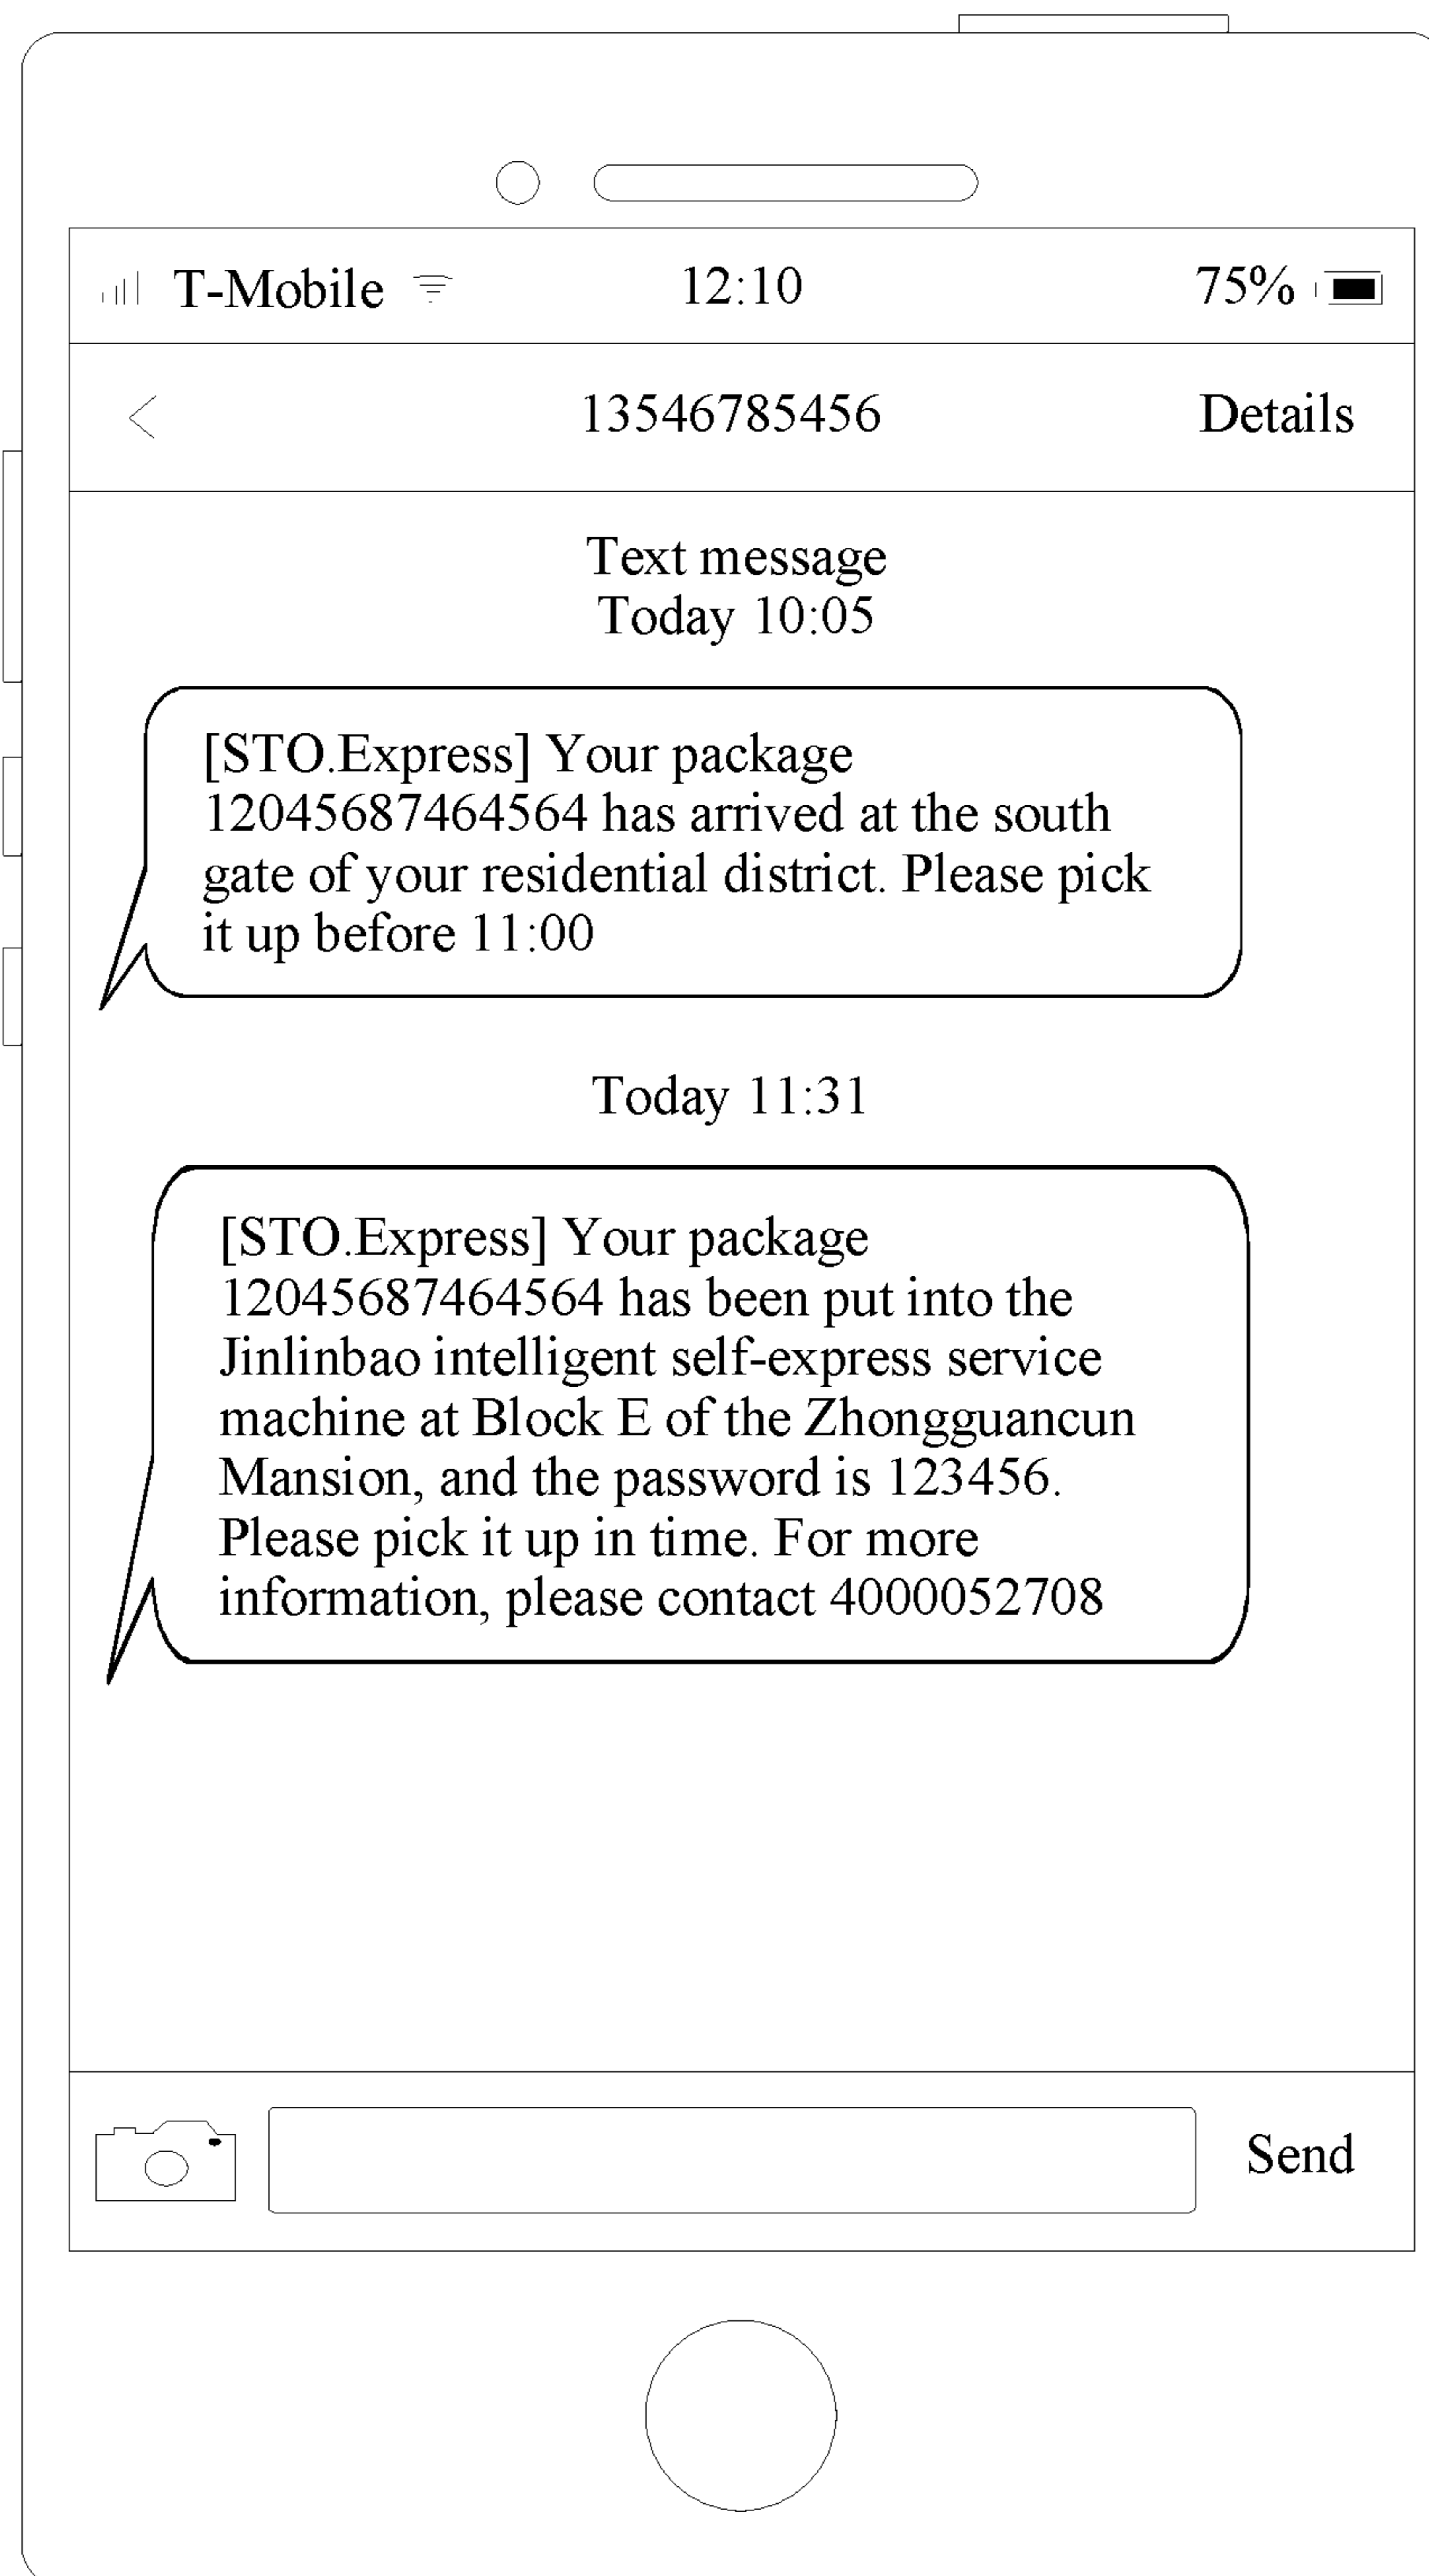 T-Mobile 12:10 75%
13546785456 Details
Text message
Today 10:05
[STO.Express] Your package
12045687464564 has arrived at the south
gate of your residential district. Please pick
it up before 11:00
Today 11:31
[STO.Express] Your package
12045687464564 has been put into the
Jinlinbao intelligent self-express service
machine at Block E of the Zhongguancun
Mansion, and the password is 123456.
Please pick it up in time. For more
information, please contact 4000052708
Send